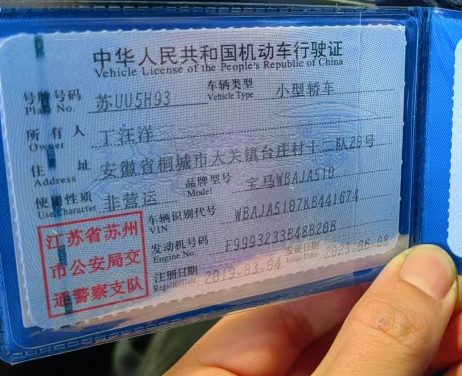 中华人民共和国机动车行驶证
Vehicle License of the People's Republic of China
号牌号码 苏UU5H93 车辆类型 小型轿车
Plate No. Vehicle Type
所有人 丁汪洋
Owner
住址 安徽省桐城市大关镇台庄村十二队20号
Address
使用性质 非营运 品牌型号 宝马WBAJA510
Use Character Model
车辆识别代号 WBAJA5107KB441674
VIN
发动机号码 F9993233B48B20B
Engine No.
注册日期 2019-03-04 发证日期 2023-06-08
Register Date Issue Date
江苏省苏州
市公安局交
通警察支队